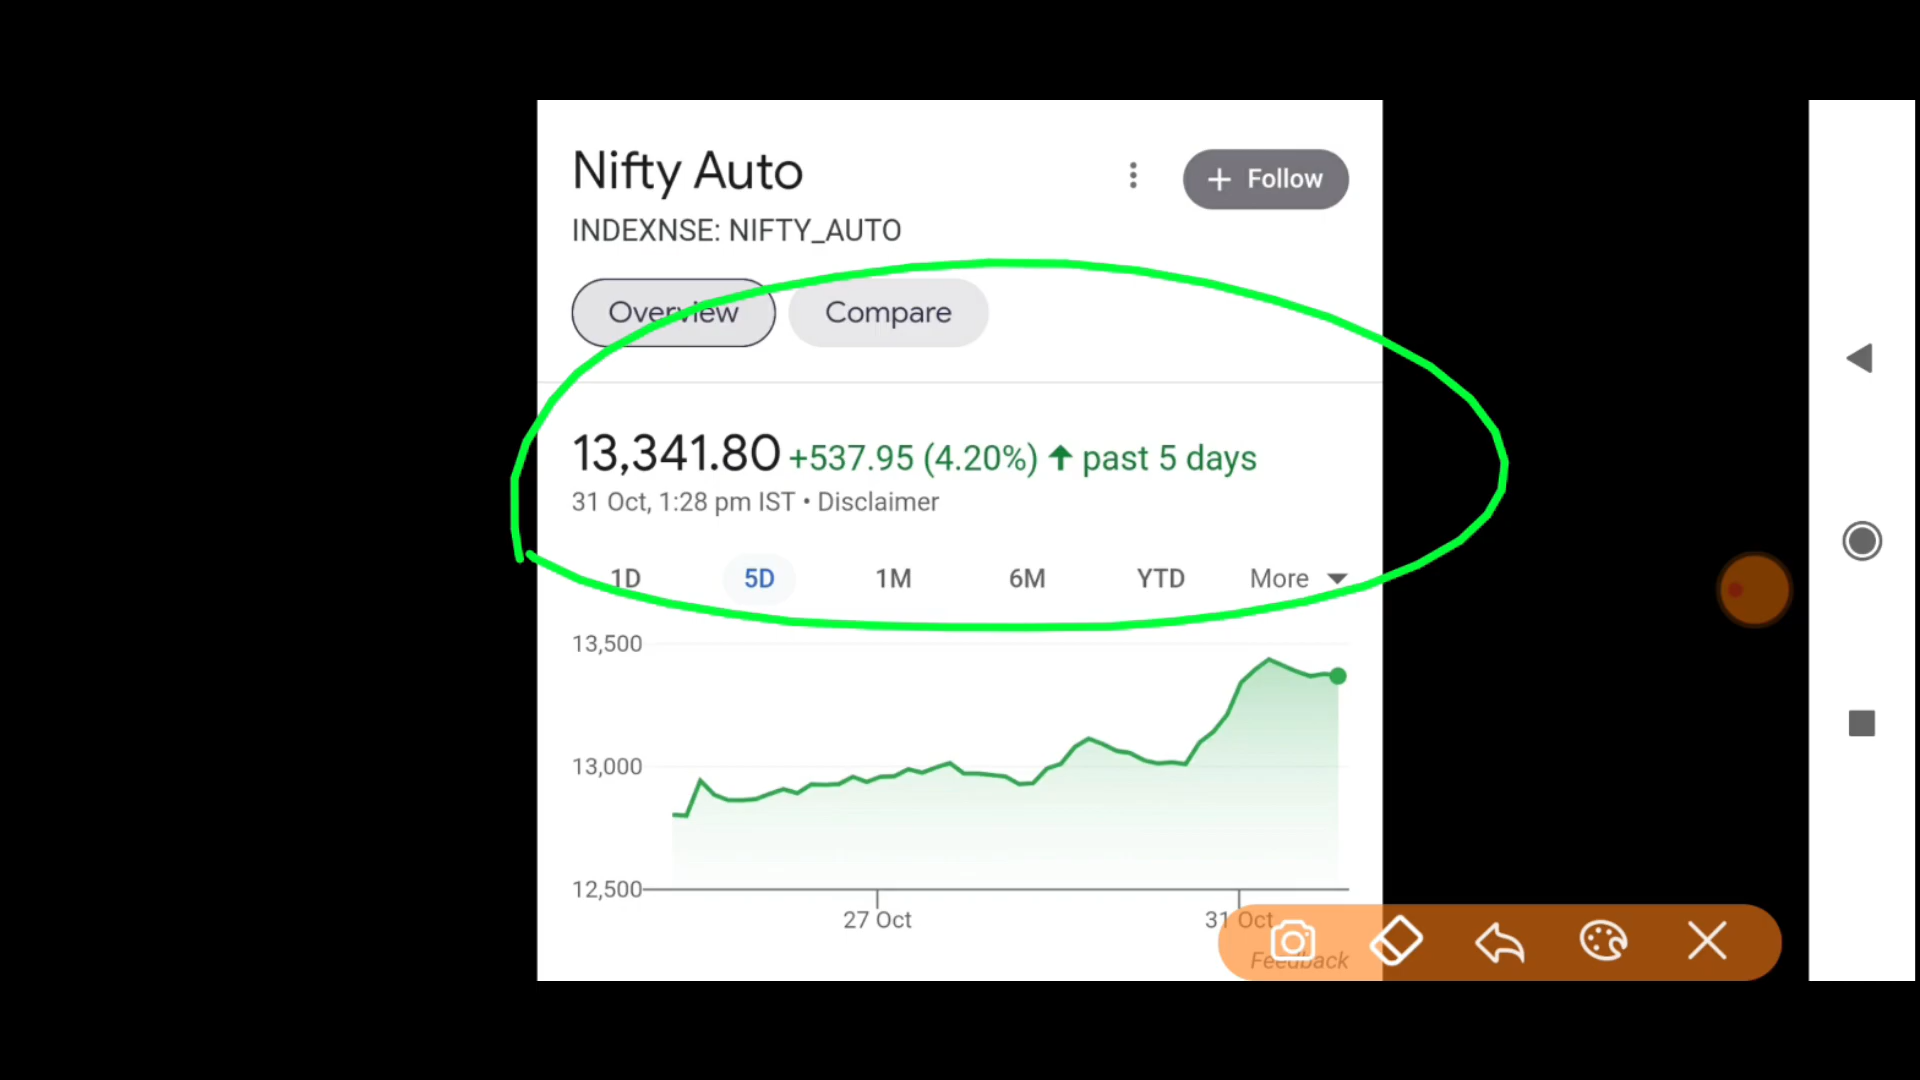 Nifty Auto
+ Follow
INDEXNSE: NIFTY_AUTO
Overview
Compare
13,341.80 +537.95 (4.20%) ↑ past 5 days
31 Oct, 1:28 pm IST • Disclaimer
1D 5D 1M 6M YTD More
13,500
13,000
12,500
27 Oct 31 Oct
Feedback